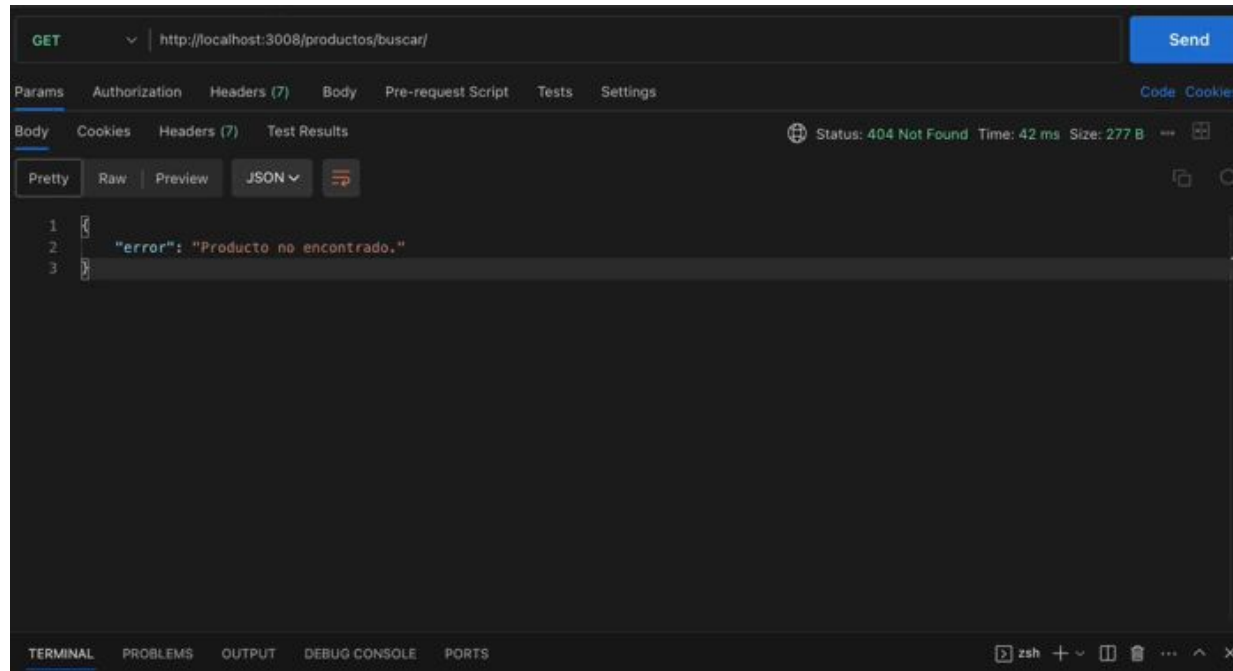 GET http://localhost:3008/productos/buscar/ Send
Params Authorization Headers (7) Body Pre-request Script Tests Settings Code Cookies
Body Cookies Headers (7) Test Results Status: 404 Not Found Time: 42 ms Size: 277 B
Pretty Raw Preview JSON
1 {
2 "error": "Producto no encontrado."
3 }
TERMINAL PROBLEMS OUTPUT DEBUG CONSOLE PORTS zsh